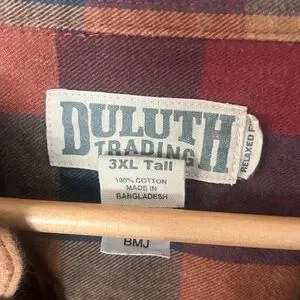 DULUTH
TRADING
3XL Tall
100% COTTON
MADE IN
BANGLADESH
BMJ
RELAXED